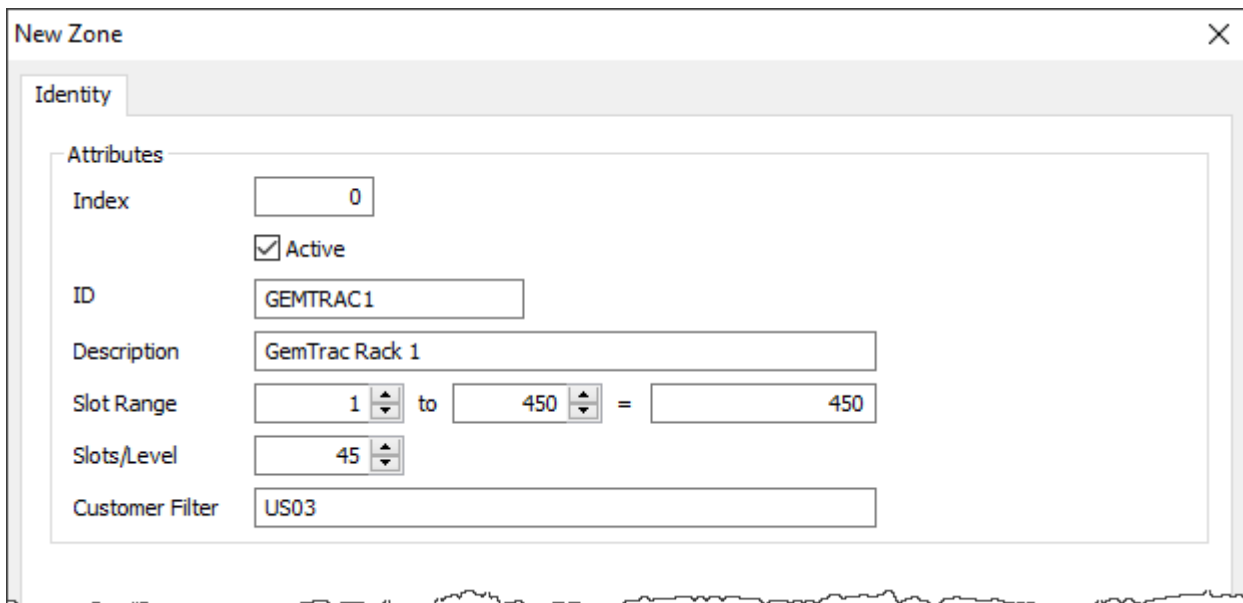 New Zone
Identity
Attributes
Index 0
Active
ID GEMTRAC1
Description GemTrac Rack 1
Slot Range 1 to 450 = 450
Slots/Level 45
Customer Filter US03